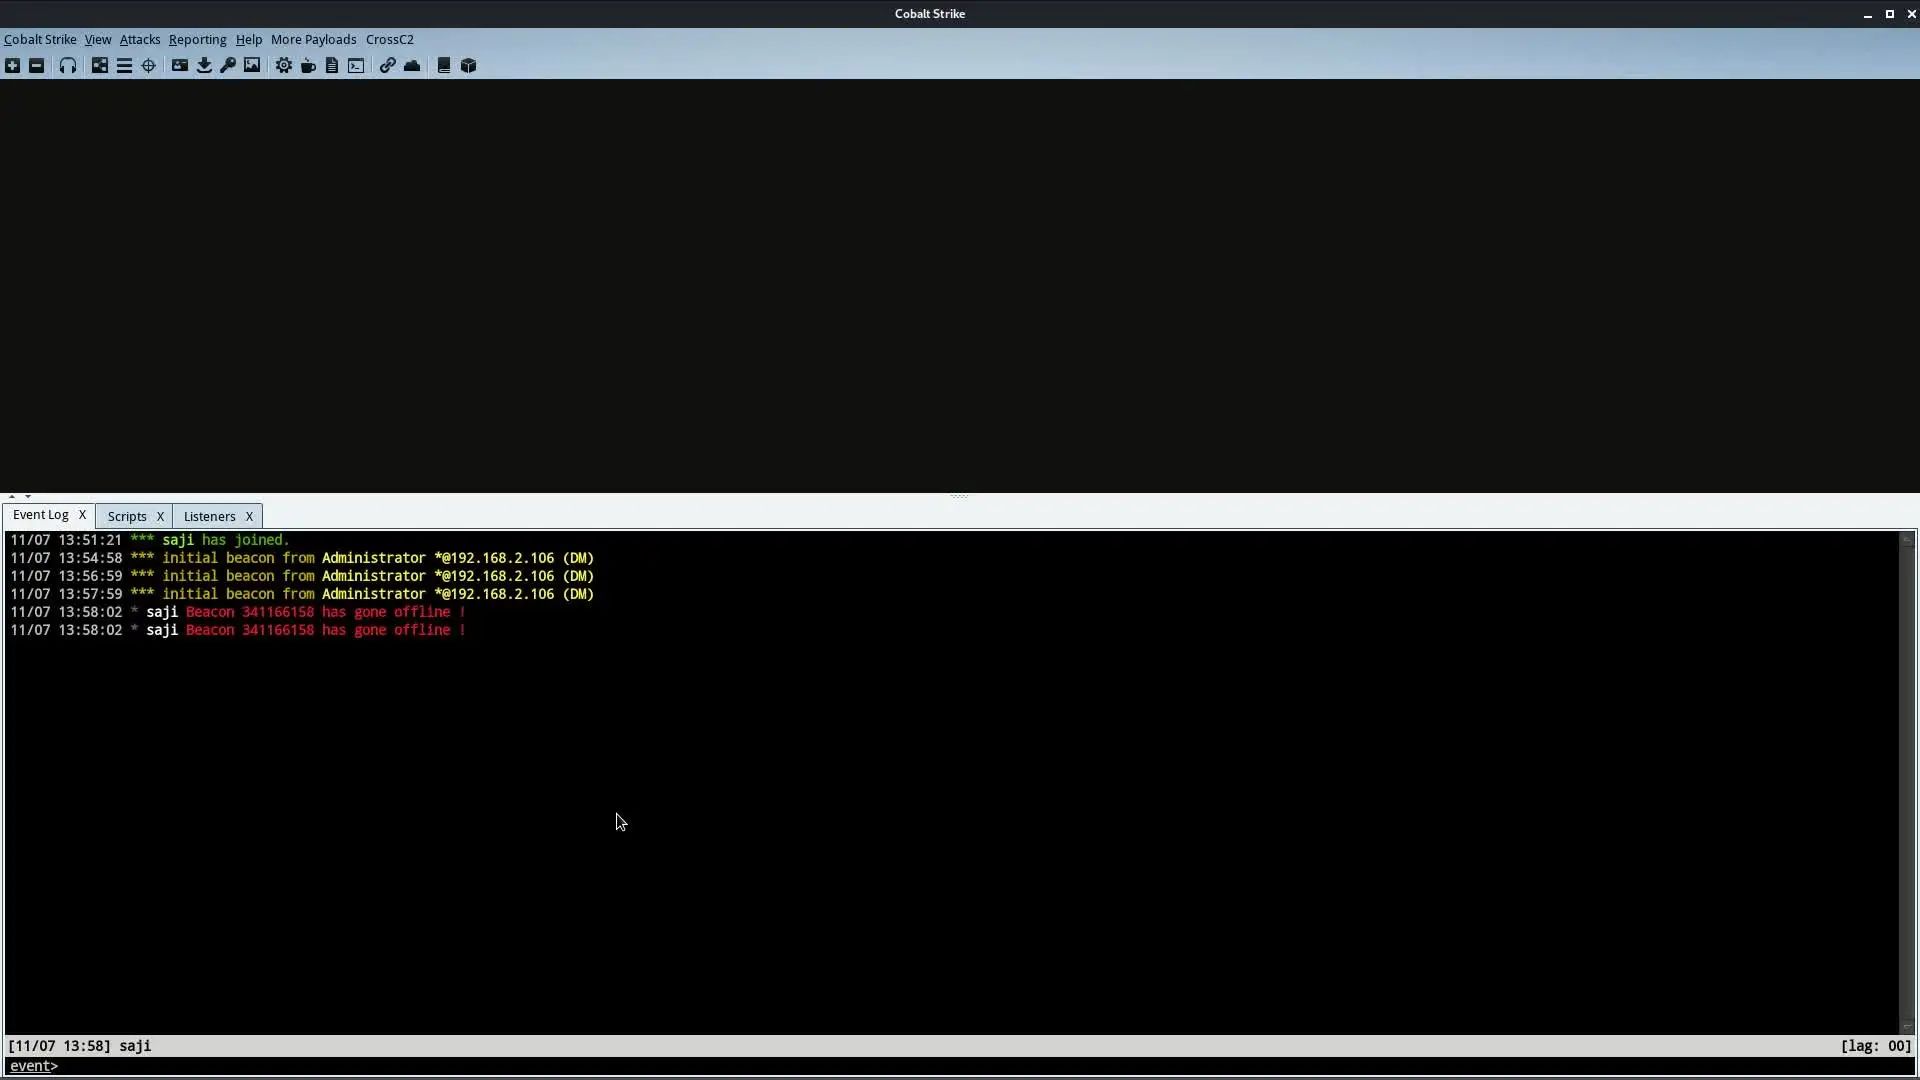 Cobalt Strike
Cobalt Strike View Attacks Reporting Help More Payloads CrossC2
Event Log X Scripts X Listeners X
11/07 13:51:21 *** saji has joined.
11/07 13:54:58 *** initial beacon from Administrator *@192.168.2.106 (DM)
11/07 13:56:59 *** initial beacon from Administrator *@192.168.2.106 (DM)
11/07 13:57:59 *** initial beacon from Administrator *@192.168.2.106 (DM)
11/07 13:58:02 * saji Beacon 341166158 has gone offline !
11/07 13:58:02 * saji Beacon 341166158 has gone offline !
[11/07 13:58] saji [lag: 00]
event>